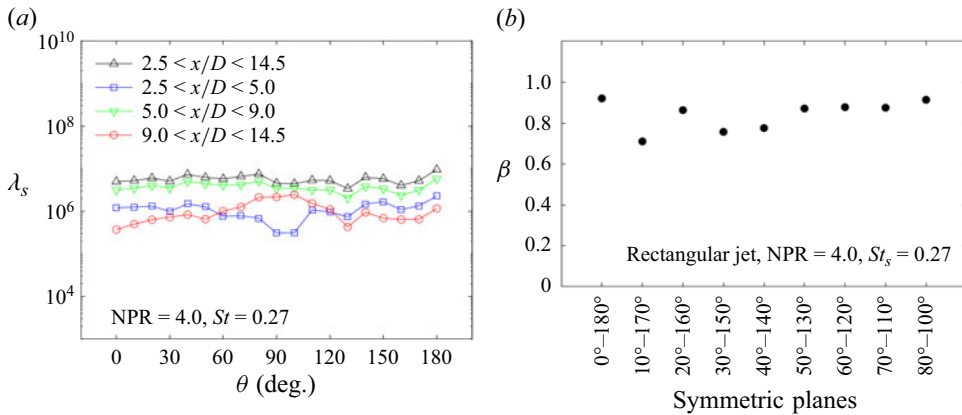 (a)
10^10
10^8
10^6
10^4
λ_s
2.5 < x/D < 14.5
2.5 < x/D < 5.0
5.0 < x/D < 9.0
9.0 < x/D < 14.5
NPR = 4.0, St = 0.27
0 30 60 90 120 150 180
θ (deg.)
(b)
1.0
0.8
0.6
0.4
0.2
0
β
Rectangular jet, NPR = 4.0, St_s = 0.27
0°–180°
10°–170°
20°–160°
30°–150°
40°–140°
50°–130°
60°–120°
70°–110°
80°–100°
Symmetric planes